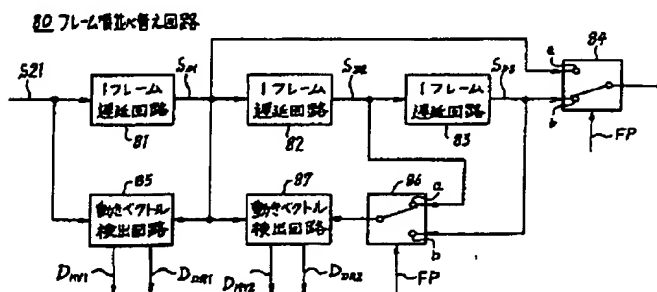 80 フレーム順並べ替え回路
S21
1フレーム
遅延回路
81
SD1
1フレーム
遅延回路
82
SD2
1フレーム
遅延回路
83
SD3
84
a
b
FP
85
動きベクトル
検出回路
DMV1
DDR1
87
動きベクトル
検出回路
DMV2
DDR2
86
a
b
FP